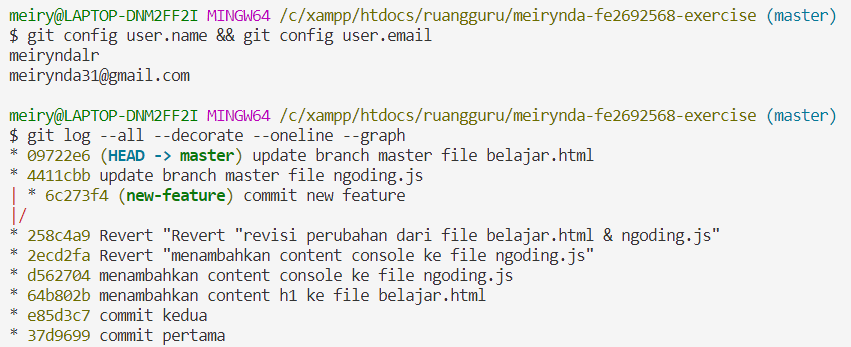 meiry@LAPTOP-DNM2FF2I MINGW64 /c/xampp/htdocs/ruangguru/meirynda-fe2692568-exercise (master)
$ git config user.name && git config user.email
meiryndalr
meirynda31@gmail.com
meiry@LAPTOP-DNM2FF2I MINGW64 /c/xampp/htdocs/ruangguru/meirynda-fe2692568-exercise (master)
$ git log --all --decorate --oneline --graph
* 09722e6 (HEAD -> master) update branch master file belajar.html
* 4411cbb update branch master file ngoding.js
| * 6c273f4 (new-feature) commit new feature
|/
* 258c4a9 Revert "Revert "revisi perubahan dari file belajar.html & ngoding.js"
* 2ecd2fa Revert "menambahkan content console ke file ngoding.js"
* d562704 menambahkan content console ke file ngoding.js
* 64b802b menambahkan content h1 ke file belajar.html
* e85d3c7 commit kedua
* 37d9699 commit pertama